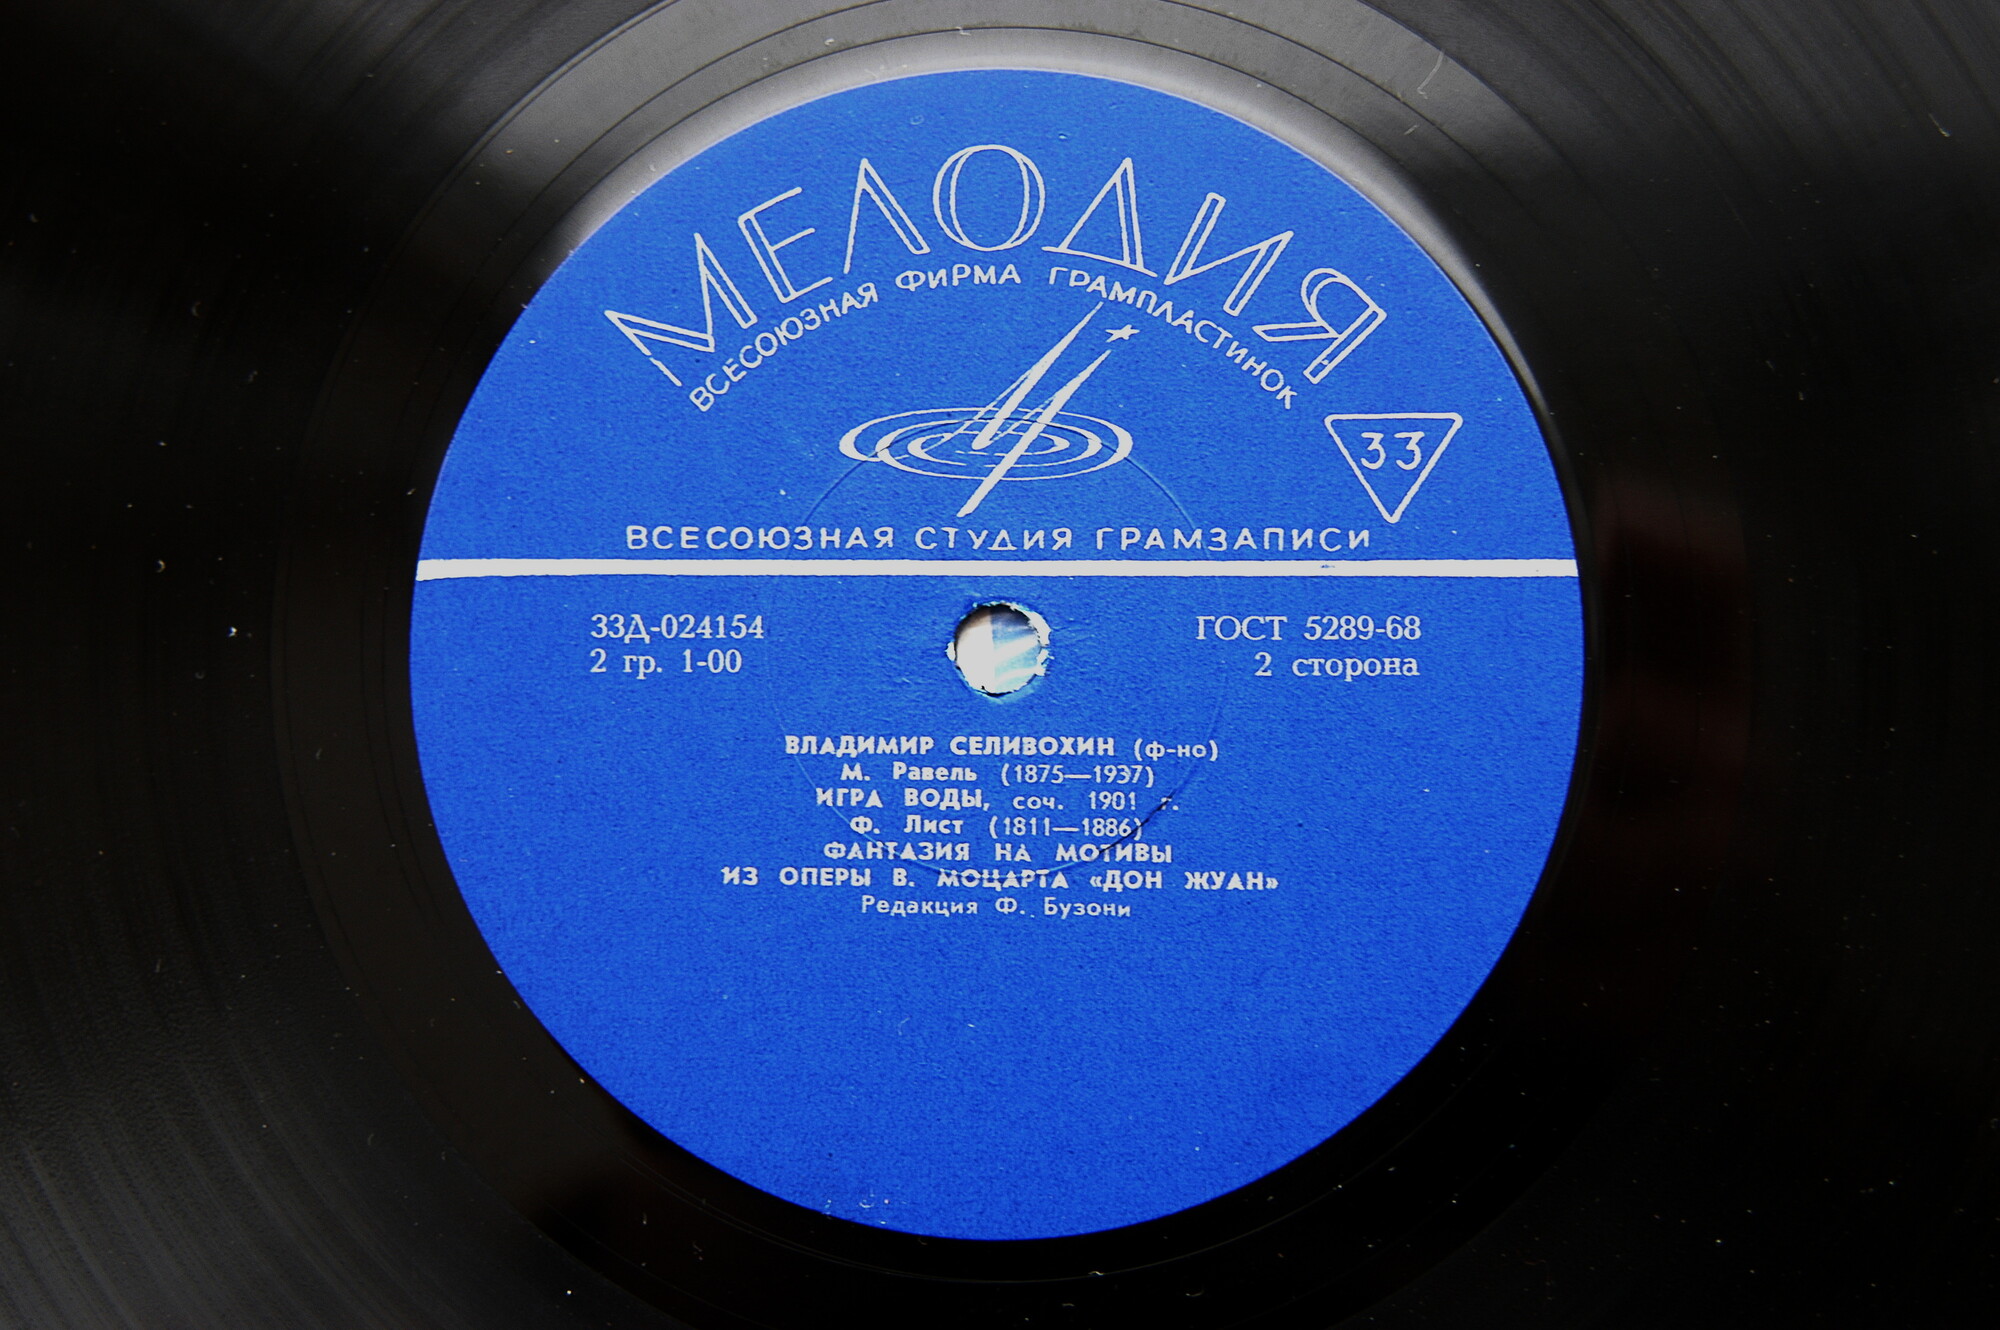 МЕЛОДИЯ
ВСЕСОЮЗНАЯ ФИРМА ГРАМПЛАСТИНОК
33
ВСЕСОЮЗНАЯ СТУДИЯ ГРАМЗАПИСИ
33Д-024154
ГОСТ 5289-68
2 гр. 1-00
2 сторона
ВЛАДИМИР СЕЛИВОХИН (ф-но)
М. Равель (1875—1937)
ИГРА ВОДЫ, соч. 1901 г.
Ф. Лист (1811—1886)
ФАНТАЗИЯ НА МОТИВЫ
ИЗ ОПЕРЫ В. МОЦАРТА «ДОН ЖУАН»
Редакция Ф. Бузони